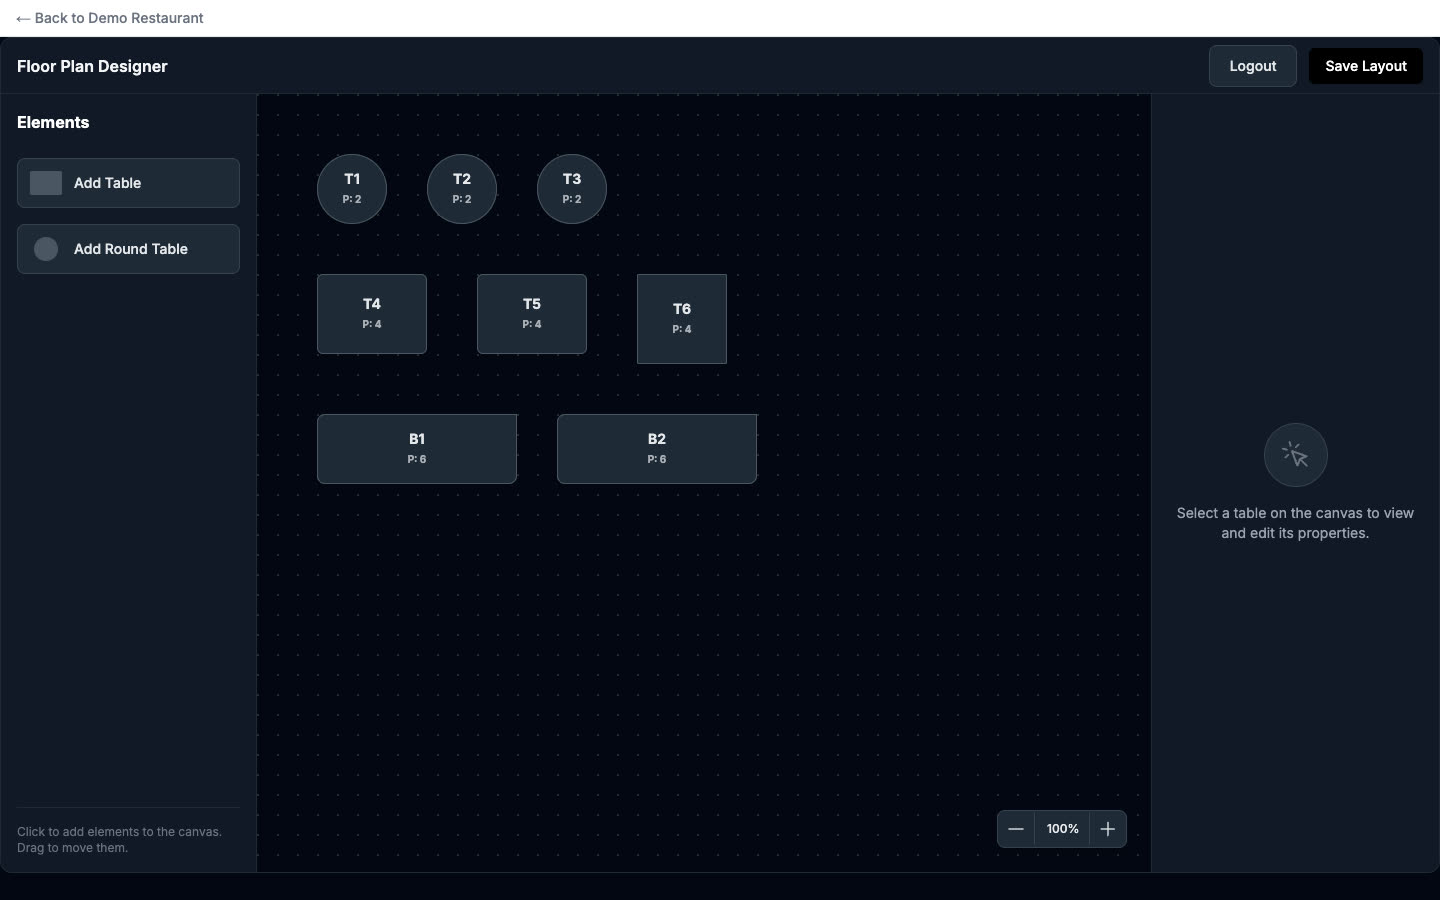 ← Back to Demo Restaurant
Floor Plan Designer
Logout
Save Layout
Elements
Add Table
Add Round Table
T1
P: 2
T2
P: 2
T3
P: 2
T4
P: 4
T5
P: 4
T6
P: 4
B1
P: 6
B2
P: 6
Select a table on the canvas to view
and edit its properties.
Click to add elements to the canvas.
Drag to move them.
100%